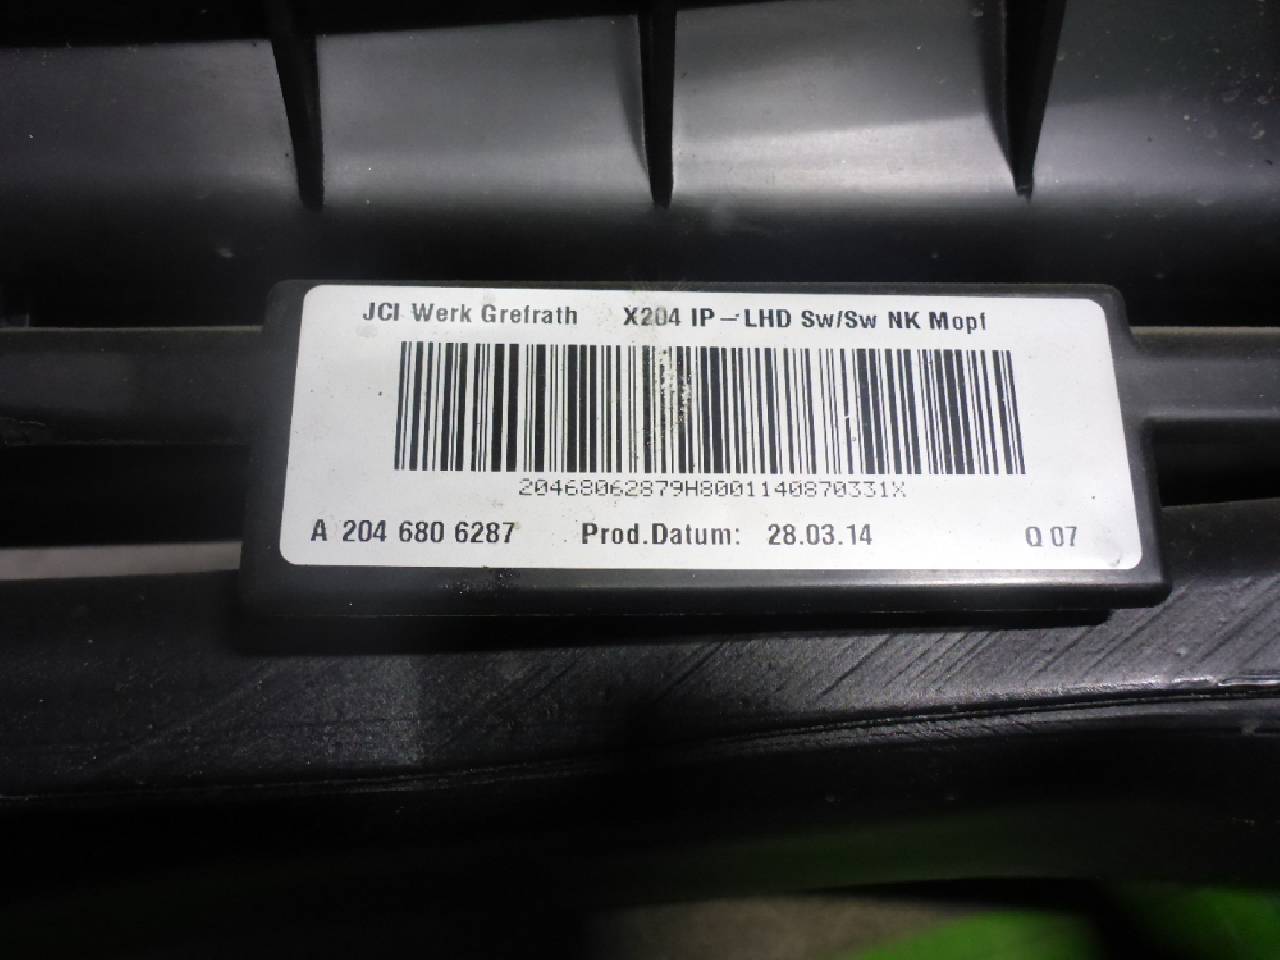 JCI Werk Grefrath X204 IP-LHD Sw/Sw NK Mopf
20468062879H8001140870331X
A 204 680 6287 Prod.Datum: 28.03.14 Q 07